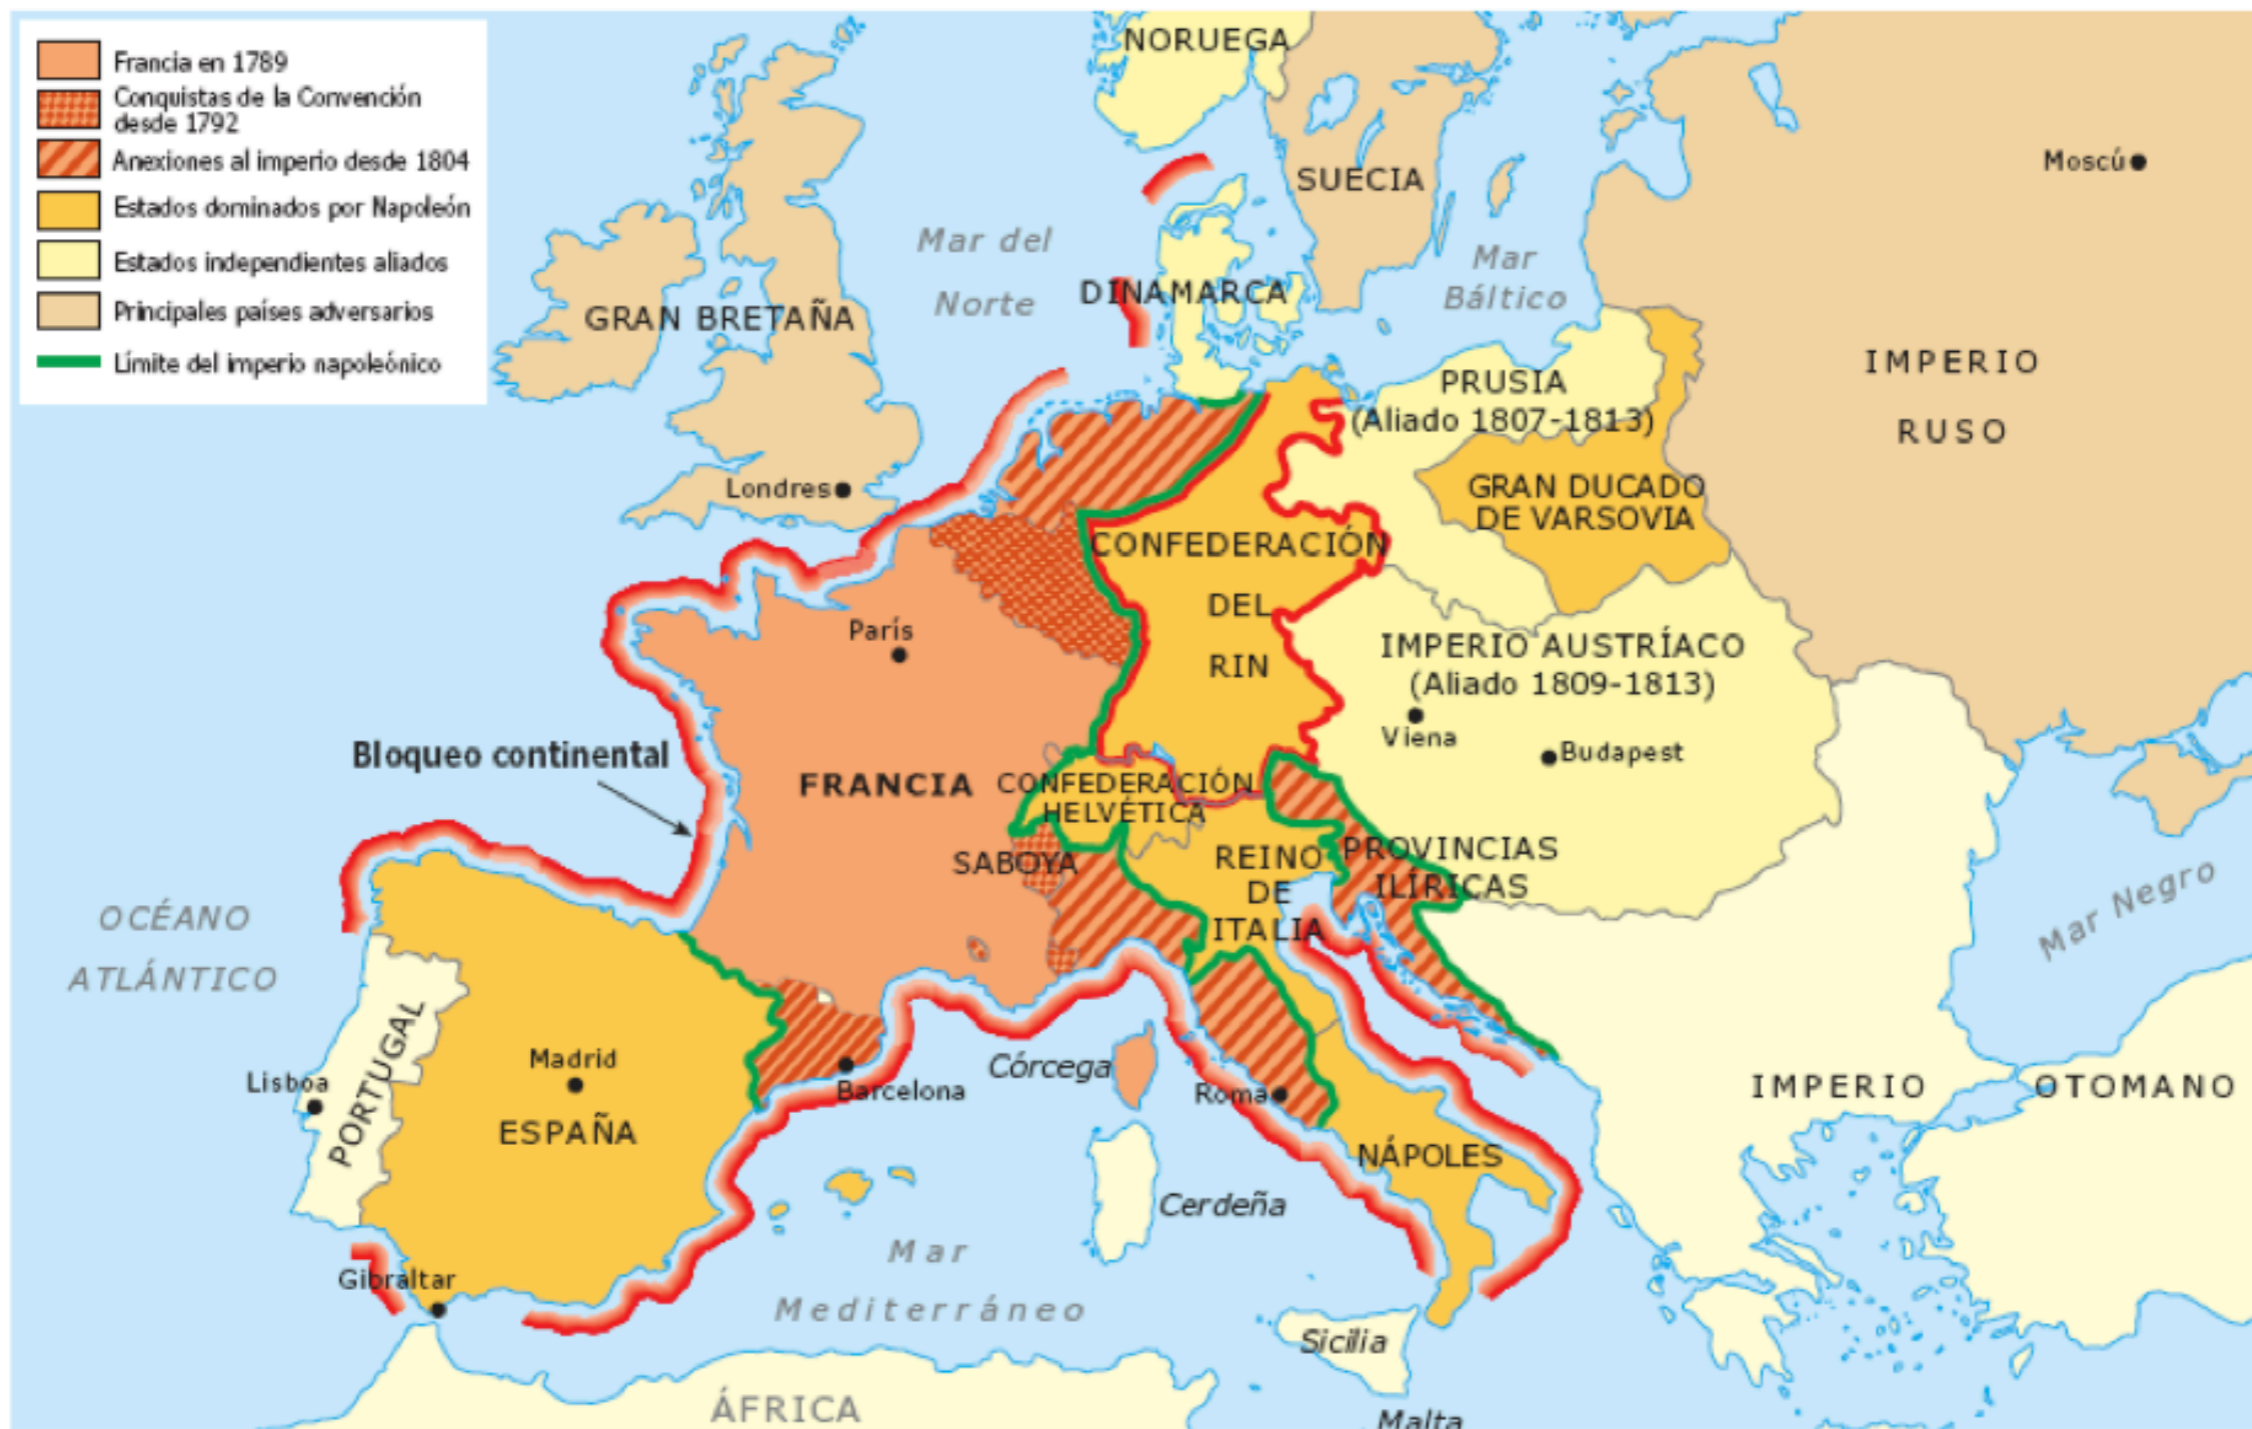 Francia en 1789
Conquistas de la Convención
desde 1792
Anexiones al imperio desde 1804
Estados dominados por Napoleón
Estados independientes aliados
Principales países adversarios
Límite del imperio napoleónico
NORUEGA
SUECIA
Moscú
Mar del
Norte
Mar
Báltico
DINAMARCA
GRAN BRETAÑA
Londres
IMPERIO
RUSO
PRUSIA
(Aliado 1807-1813)
GRAN DUCADO
DE VARSOVIA
CONFEDERACIÓN
DEL
RIN
París
IMPERIO AUSTRÍACO
(Aliado 1809-1813)
Viena
Budapest
Bloqueo continental
FRANCIA
CONFEDERACIÓN
HELVÉTICA
SABOYA
REINO
DE
ITALIA
PROVINCIAS
ILÍRICAS
Mar Negro
OCÉANO
ATLÁNTICO
PORTUGAL
Lisboa
Madrid
ESPAÑA
Barcelona
Córcega
Roma
NÁPOLES
IMPERIO
OTOMANO
Cerdeña
Gibraltar
Mar
Mediterráneo
Sicilia
ÁFRICA
Malta